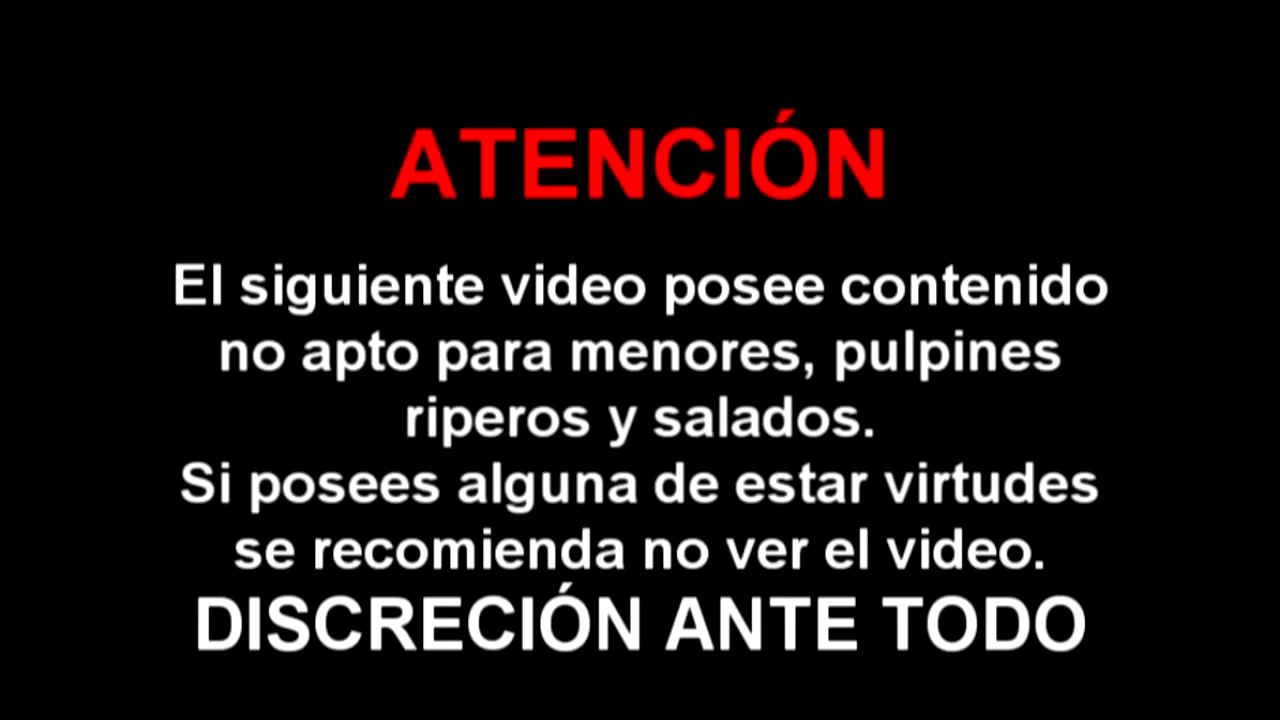 ATENCIÓN
El siguiente video posee contenido
no apto para menores, pulpines
riperos y salados.
Si posees alguna de estar virtudes
se recomienda no ver el video.
DISCRECIÓN ANTE TODO